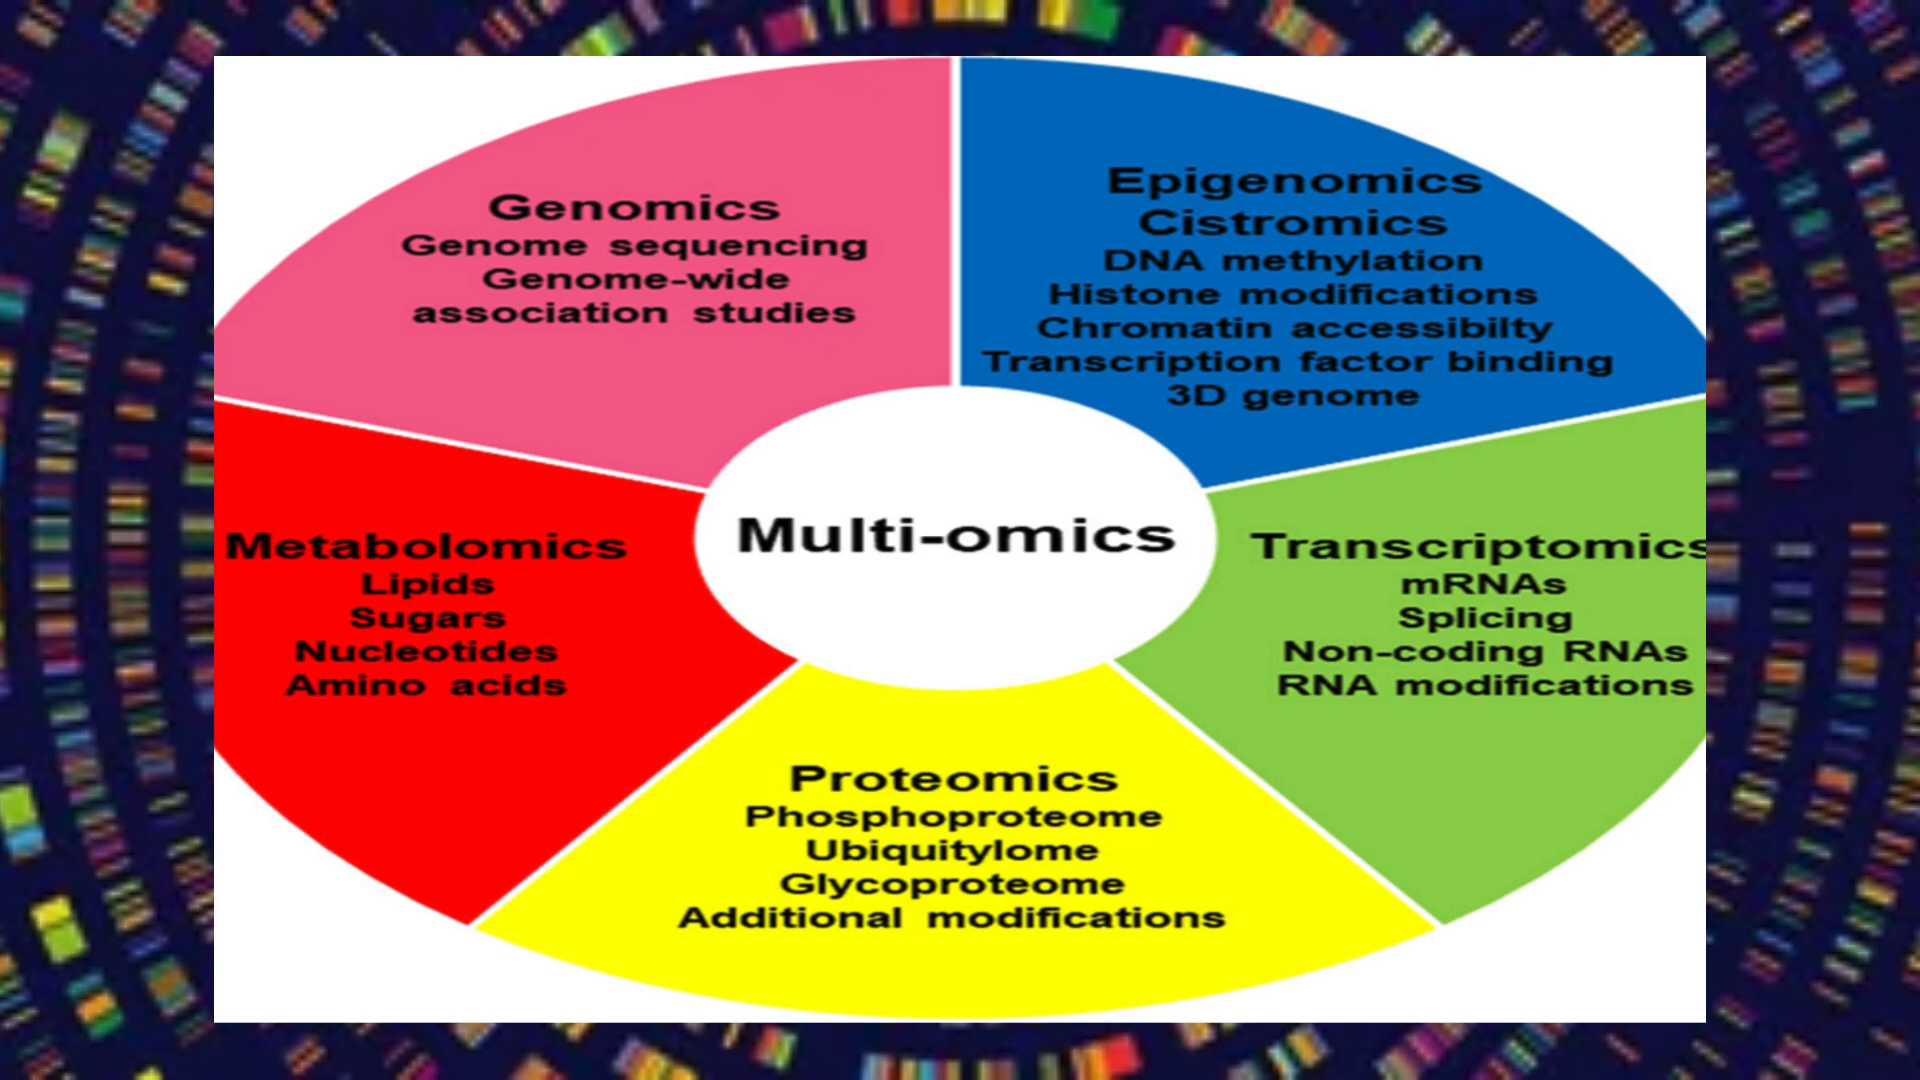 Genomics
Genome sequencing
Genome-wide
association studies
Epigenomics
Cistromics
DNA methylation
Histone modifications
Chromatin accessibilty
Transcription factor binding
3D genome
Multi-omics
Metabolomics
Lipids
Sugars
Nucleotides
Amino acids
Transcriptomics
mRNAs
Splicing
Non-coding RNAs
RNA modifications
Proteomics
Phosphoproteome
Ubiquitylome
Glycoproteome
Additional modifications